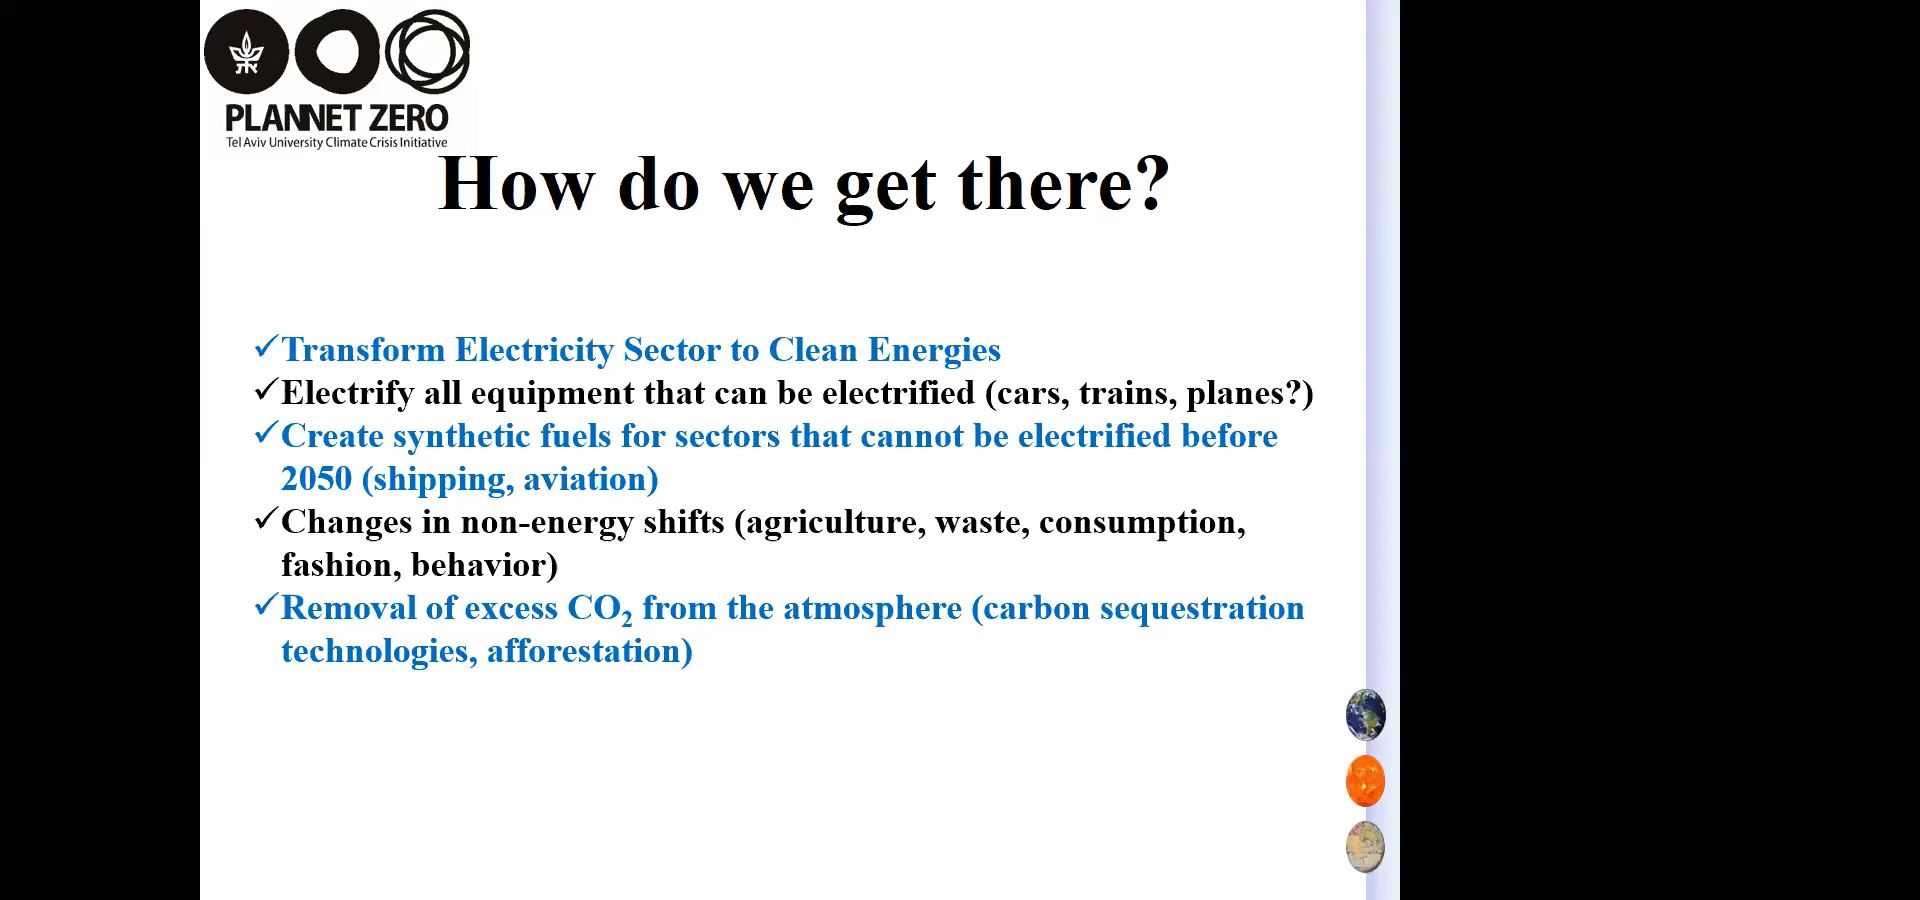 את
PLANNET ZERO
Tel Aviv University Climate Crisis Initiative
How do we get there?
✓Transform Electricity Sector to Clean Energies
✓Electrify all equipment that can be electrified (cars, trains, planes?)
✓Create synthetic fuels for sectors that cannot be electrified before
2050 (shipping, aviation)
✓Changes in non-energy shifts (agriculture, waste, consumption,
fashion, behavior)
✓Removal of excess CO₂ from the atmosphere (carbon sequestration
technologies, afforestation)